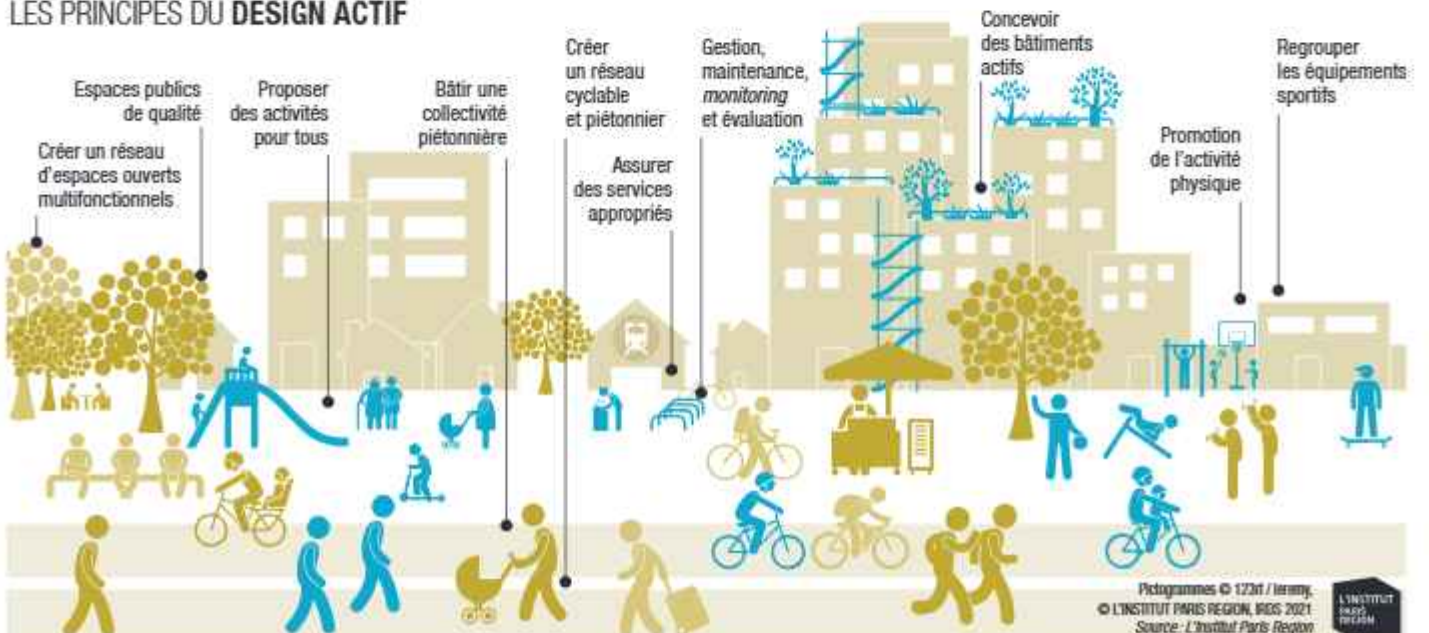 LES PRINCIPES DU DESIGN ACTIF
Créer un réseau
d'espaces ouverts
multifonctionnels
Espaces publics
de qualité
Proposer
des activités
pour tous
Bâtir une
collectivité
piétonnière
Créer
un réseau
cyclable
et piétonnier
Assurer
des services
appropriés
Gestion,
maintenance,
monitoring
et évaluation
Concevoir
des bâtiments
actifs
Promotion
de l'activité
physique
Regrouper
les équipements
sportifs
Pictogrammes © 123rf /
© L'INSTITUT PARIS REGION, IRDS 2021
Source : L'Institut Paris Region
L'INSTITUT
PARIS
REGION